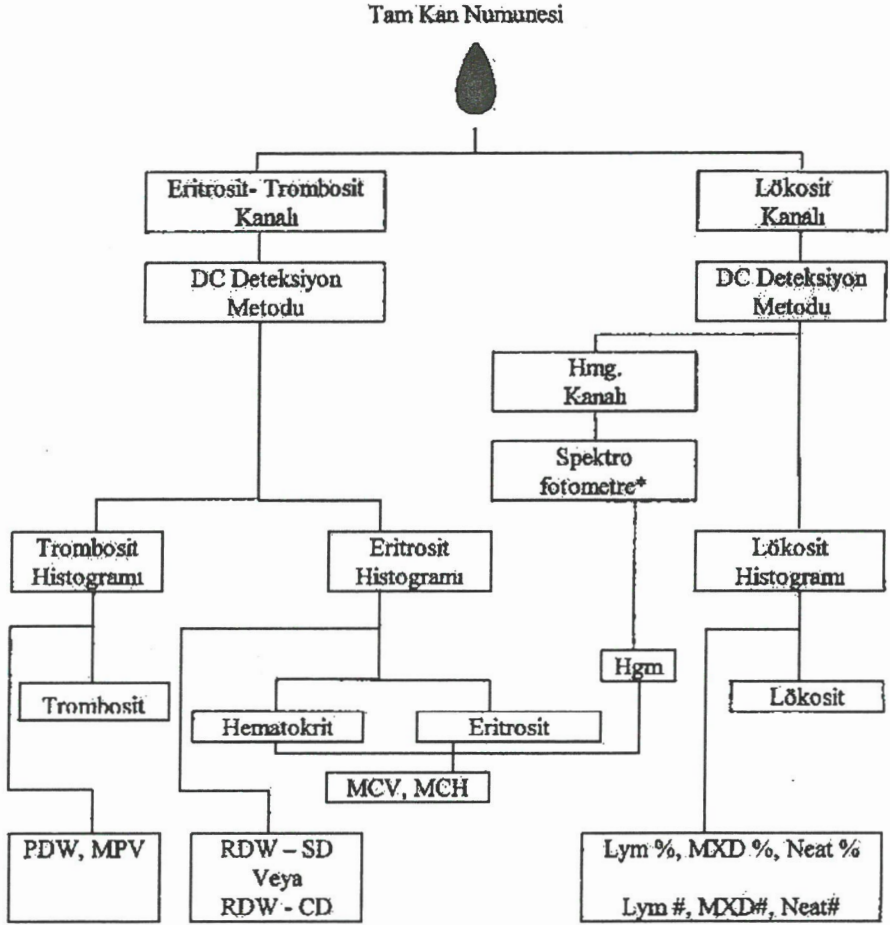 Tam Kan Numunesi
Eritrosit- Trombosit
Kanalı
Lökosit
Kanalı
DC Deteksiyon
Metodu
DC Deteksiyon
Metodu
Hmg.
Kanalı
Spektro
fotometre*
Trombosit
Histogramı
Eritrosit
Histogramı
Lökosit
Histogramı
Hgm
Trombosit
Lökosit
Hematokrit
Eritrosit
MCV, MCH
PDW, MPV
RDW – SD
Veya
RDW - CD
Lym %, MXD %, Neat %
Lym #, MXD#, Neat#